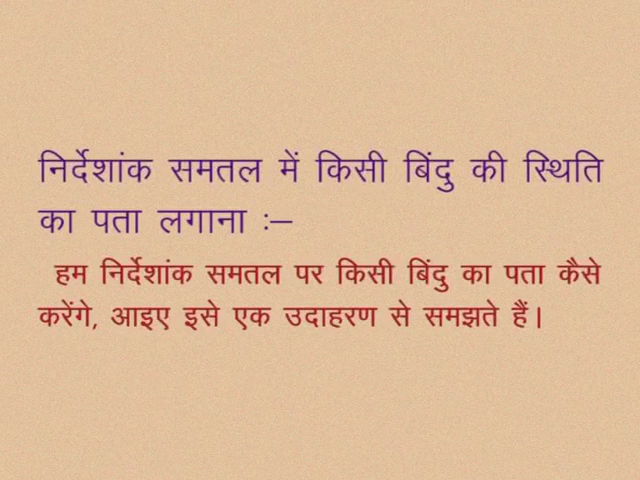 निर्देशांक समतल में किसी बिंदु की स्थिति
का पता लगाना :–
हम निर्देशांक समतल पर किसी बिंदु का पता कैसे
करेंगे, आइए इसे एक उदाहरण से समझते हैं।